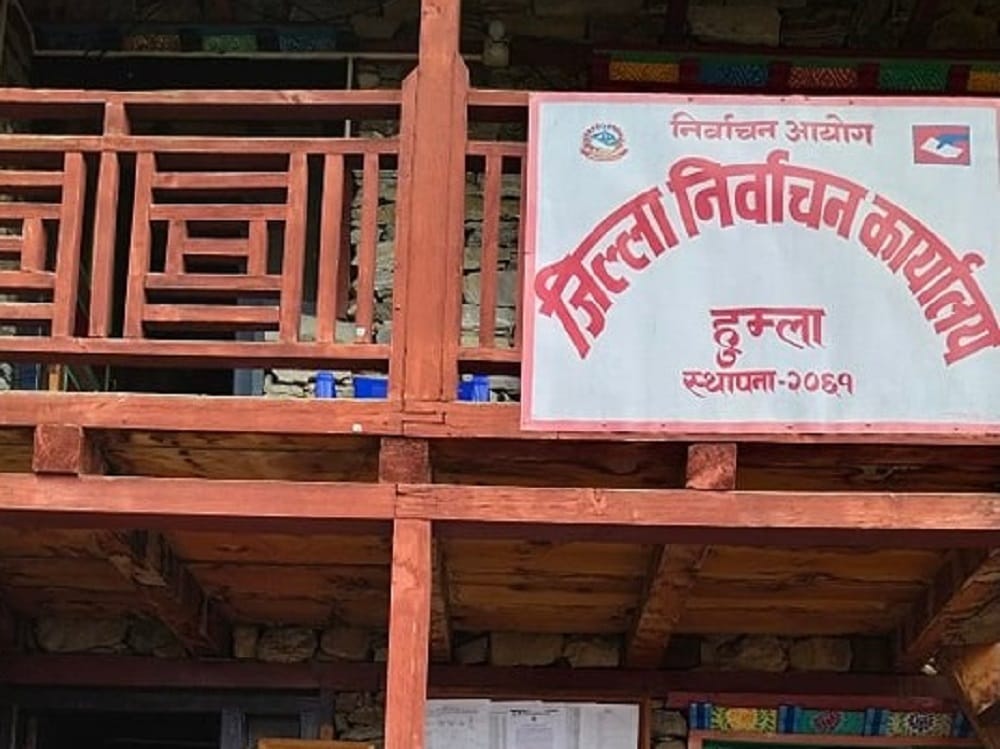 निर्वाचन आयोग
जिल्ला निर्वाचन कार्यालय
हुम्ला
स्थापना-२०६१